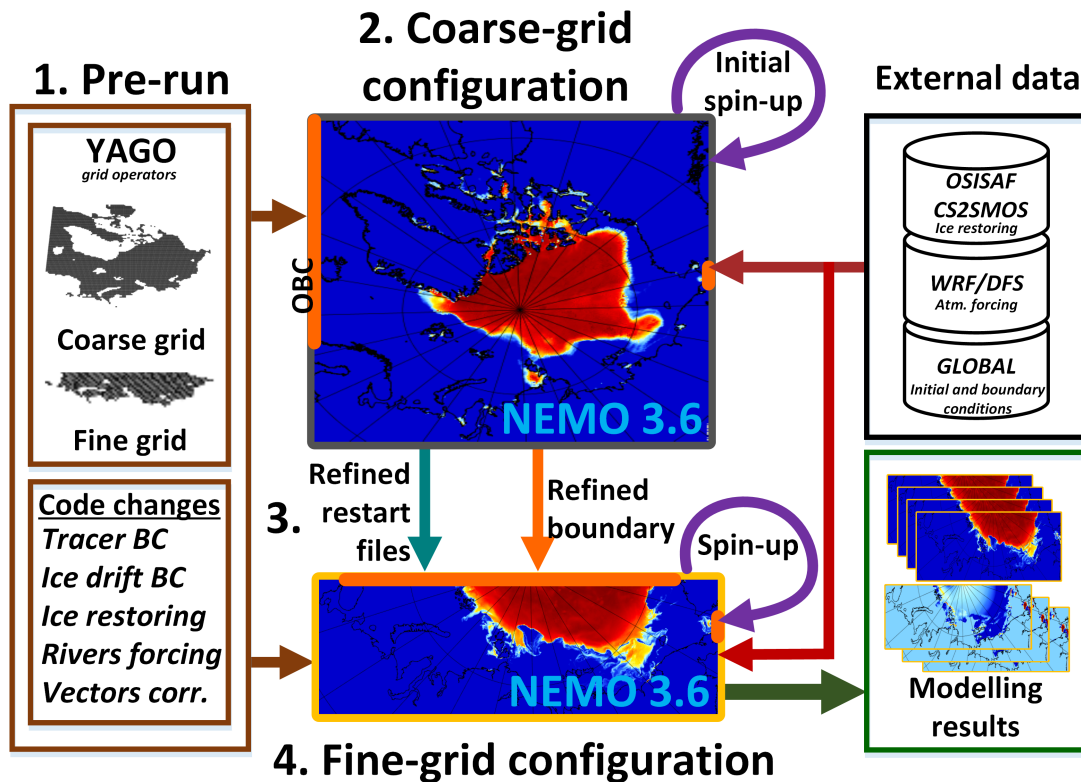 1. Pre-run
YAGO
grid operators
Coarse grid
Fine grid
Code changes
Tracer BC
Ice drift BC
Ice restoring
Rivers forcing
Vectors corr.
2. Coarse-grid
configuration
Initial
spin-up
OBC
NEMO 3.6
3.
Refined
restart
files
Refined
boundary
Spin-up
NEMO 3.6
4. Fine-grid configuration
External data
OSISAF
CS2SMOS
Ice restoring
WRF/DFS
Atm. forcing
GLOBAL
Initial and boundary
conditions
Modelling
results